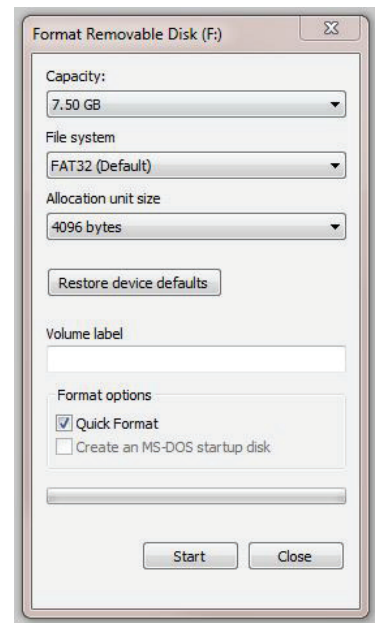 Format Removable Disk (F:)
Capacity:
7.50 GB
File system
FAT32 (Default)
Allocation unit size
4096 bytes
Restore device defaults
Volume label
Format options
Quick Format
Create an MS-DOS startup disk
Start Close